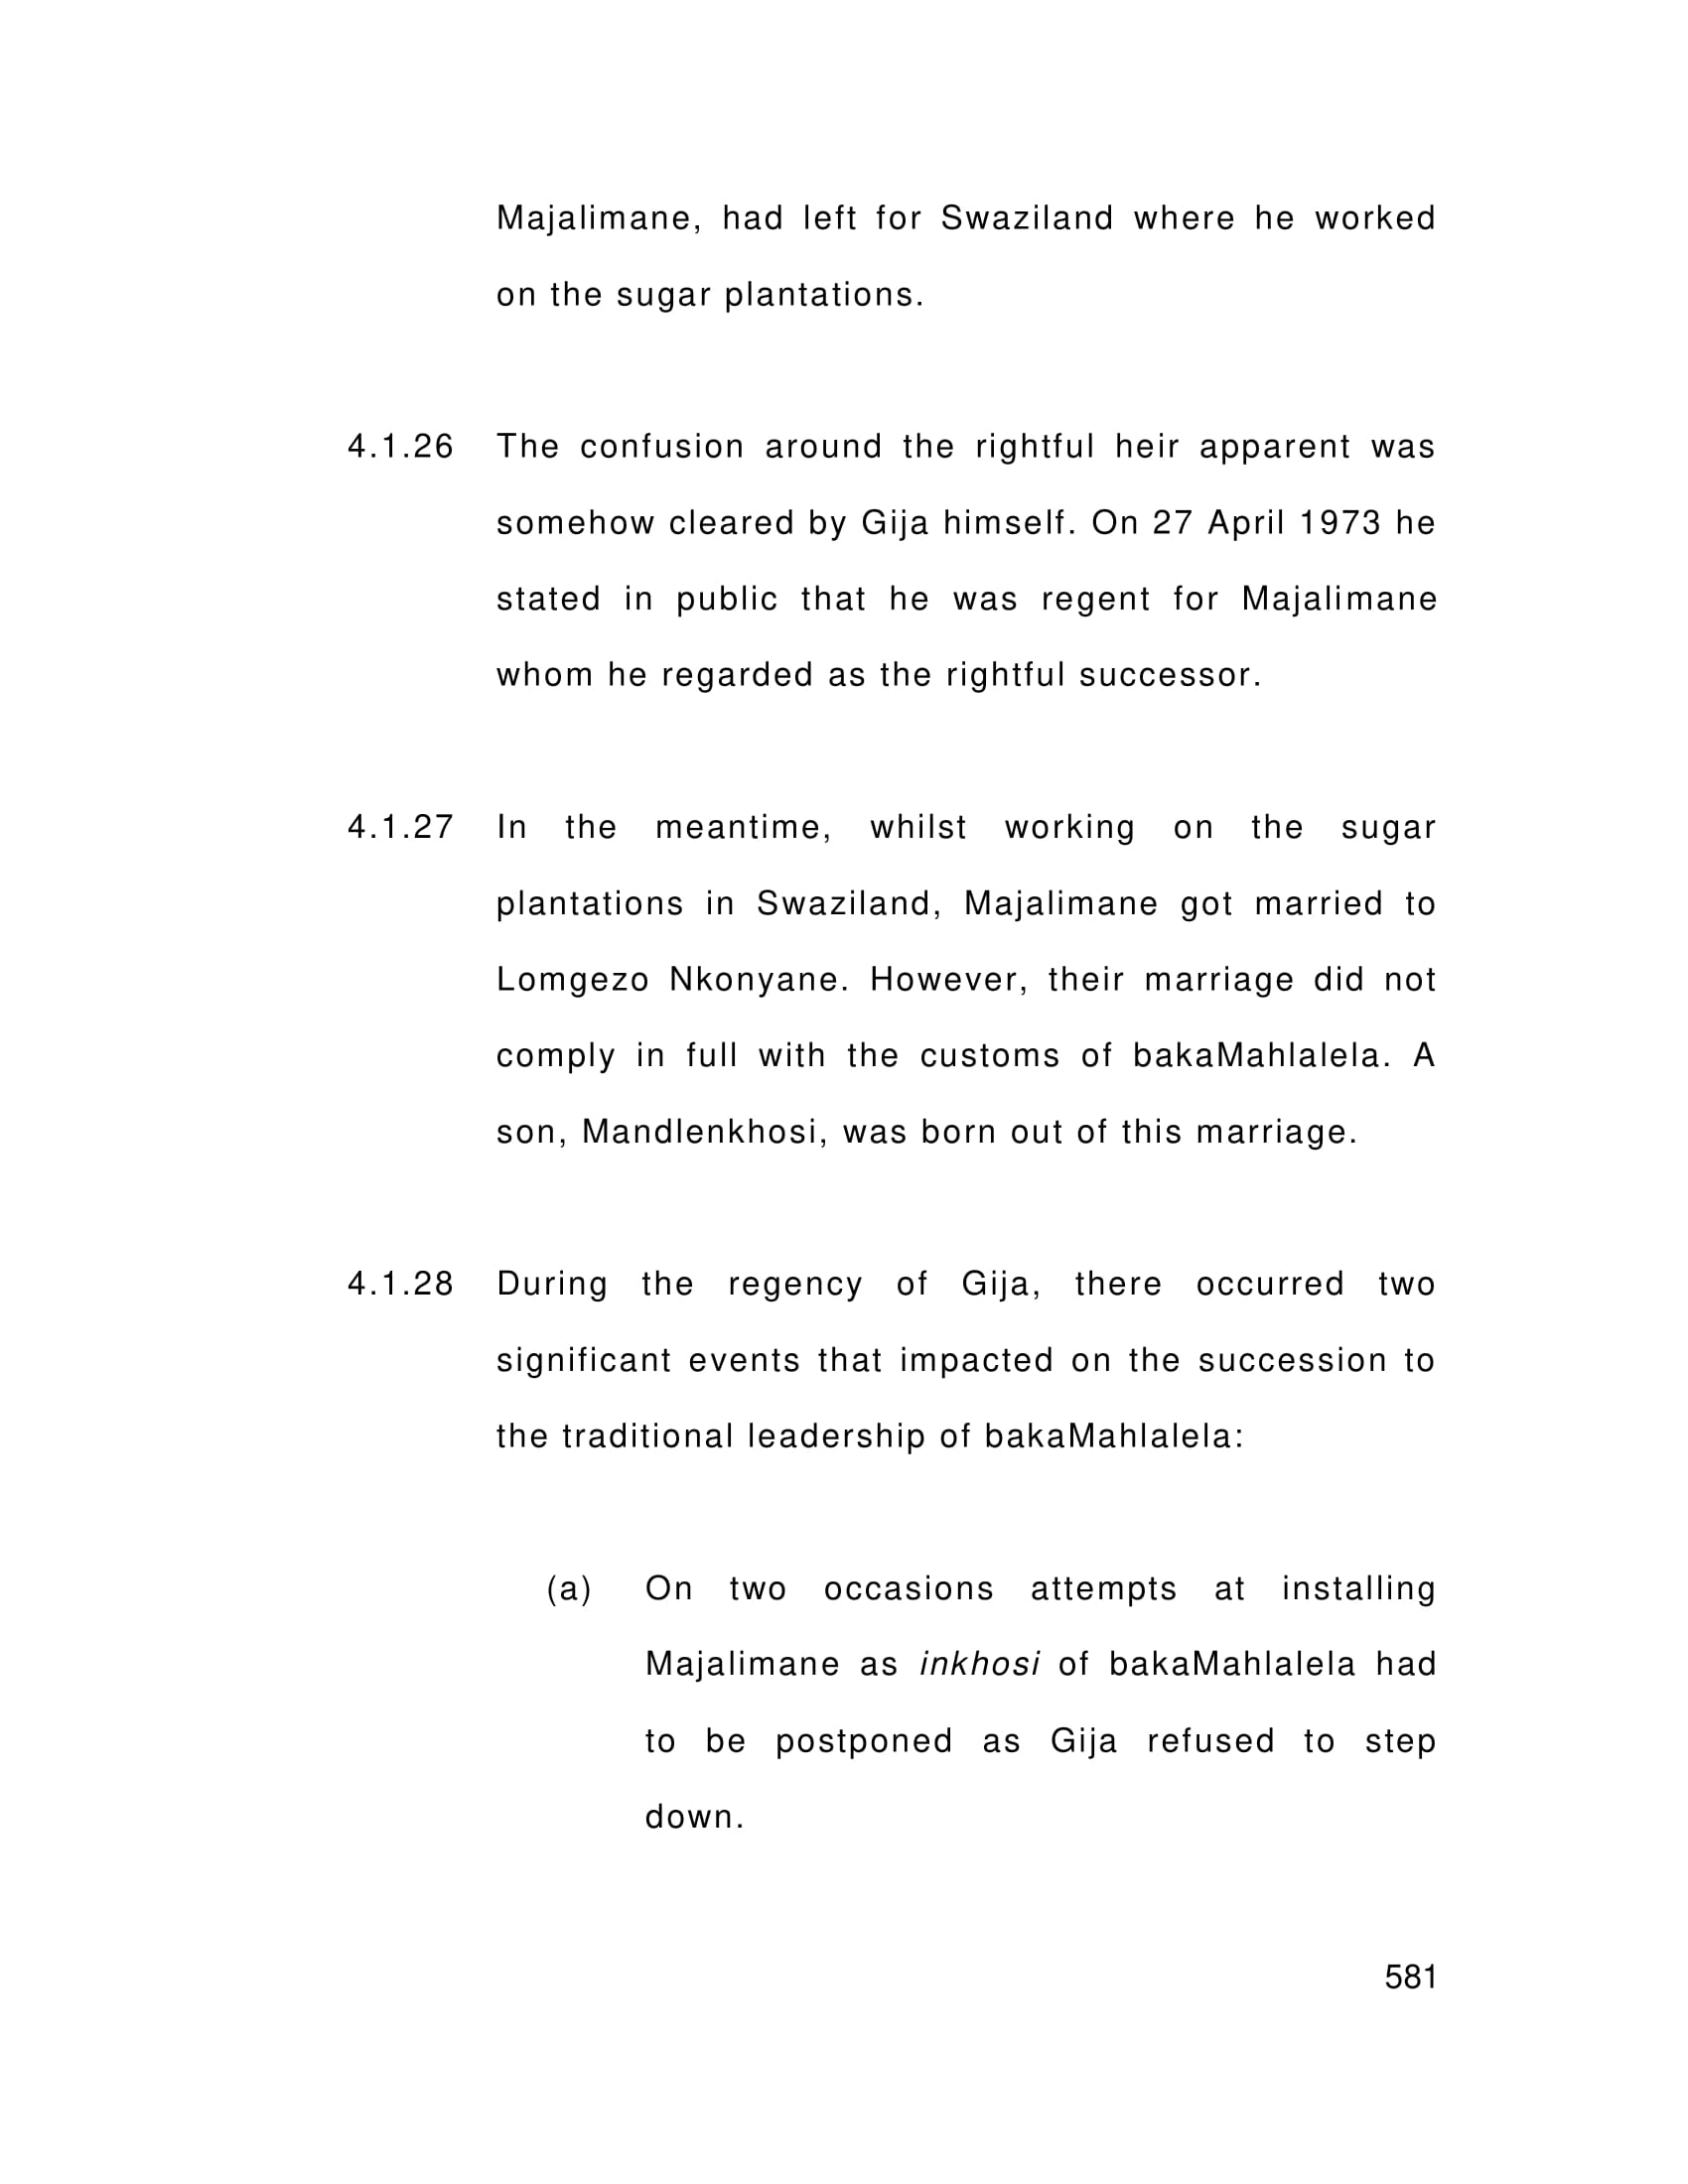 Majalimane, had left for Swaziland where he worked
on the sugar plantations.
4.1.26 The confusion around the rightful heir apparent was
somehow cleared by Gija himself. On 27 April 1973 he
stated in public that he was regent for Majalimane
whom he regarded as the rightful successor.
4.1.27 In the meantime, whilst working on the sugar
plantations in Swaziland, Majalimane got married to
Lomgezo Nkonyane. However, their marriage did not
comply in full with the customs of bakaMahlalela. A
son, Mandlenkhosi, was born out of this marriage.
4.1.28 During the regency of Gija, there occurred two
significant events that impacted on the succession to
the traditional leadership of bakaMahlalela:
(a) On two occasions attempts at installing
Majalimane as inkhosi of bakaMahlalela had
to be postponed as Gija refused to step
down.
581